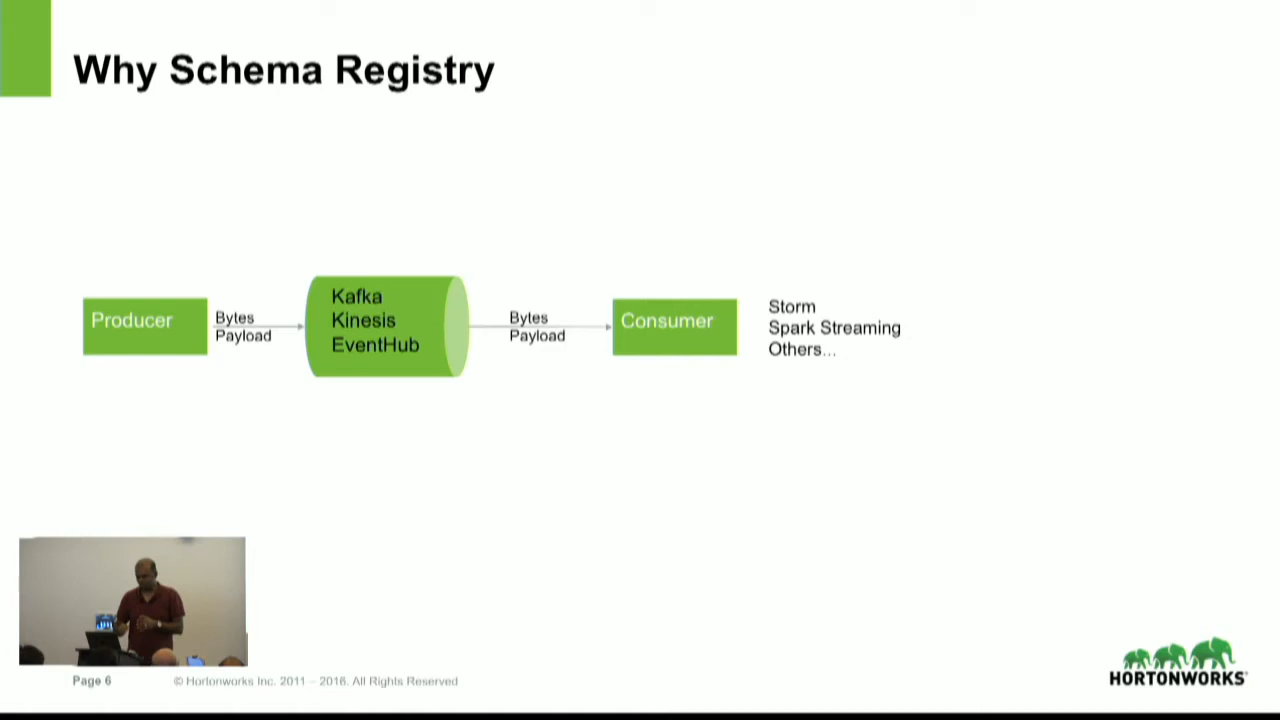 Why Schema Registry
Producer
Bytes
Payload
Kafka
Kinesis
EventHub
Bytes
Payload
Consumer
Storm
Spark Streaming
Others...
Page 6
© Hortonworks Inc. 2011 – 2016. All Rights Reserved
HORTONWORKS